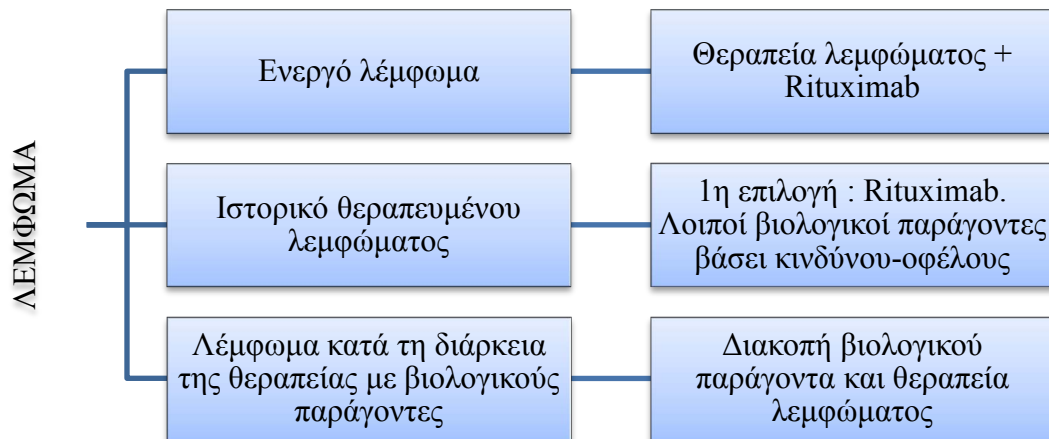 ΛΕΜΦΩΜΑ
Ενεργό λέμφωμα
Θεραπεία λεμφώματος +
Rituximab
Ιστορικό θεραπευμένου
λεμφώματος
1η επιλογή : Rituximab.
Λοιποί βιολογικοί παράγοντες
βάσει κινδύνου-οφέλους
Λέμφωμα κατά τη διάρκεια
της θεραπείας με βιολογικούς
παράγοντες
Διακοπή βιολογικού
παράγοντα και θεραπεία
λεμφώματος